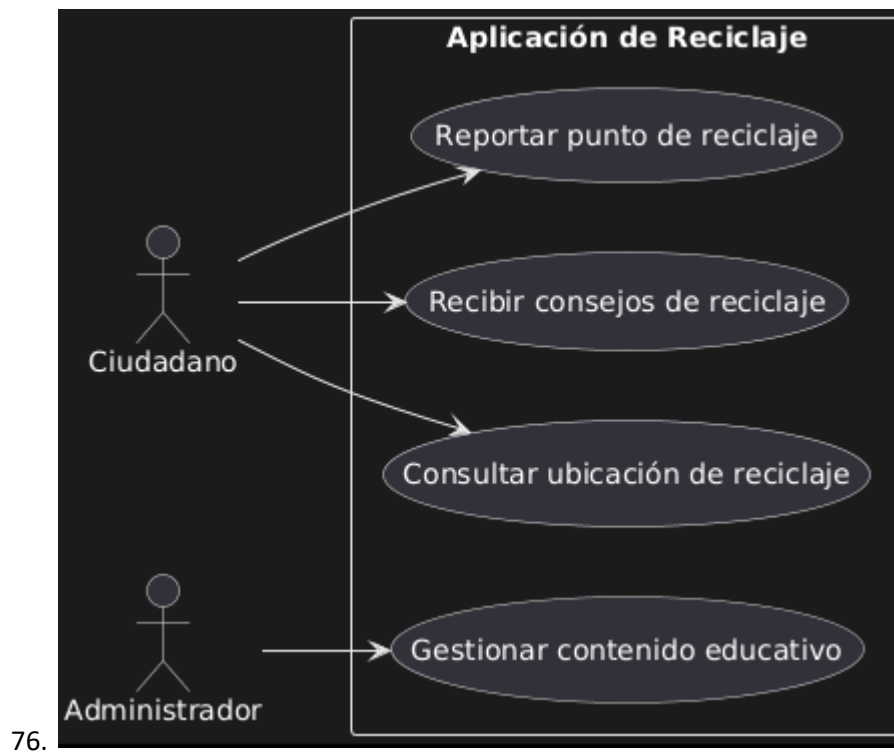 Aplicación de Reciclaje
Reportar punto de reciclaje
Recibir consejos de reciclaje
Ciudadano
Consultar ubicación de reciclaje
Gestionar contenido educativo
Administrador
76.